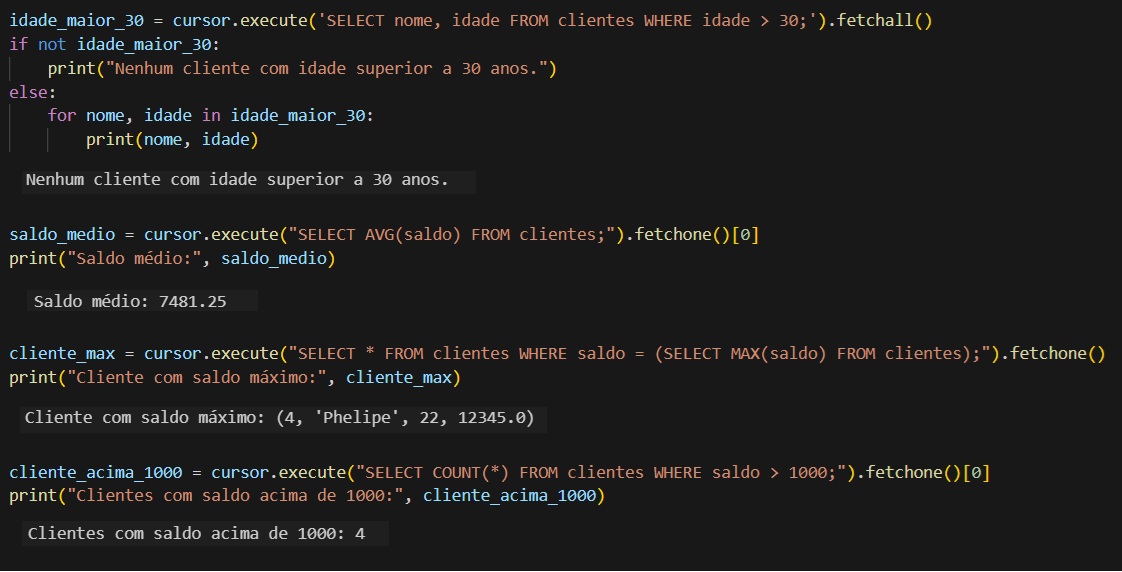 idade_maior_30 = cursor.execute('SELECT nome, idade FROM clientes WHERE idade > 30;').fetchall()
if not idade_maior_30:
    print("Nenhum cliente com idade superior a 30 anos.")
else:
    for nome, idade in idade_maior_30:
        print(nome, idade)
Nenhum cliente com idade superior a 30 anos.
saldo_medio = cursor.execute("SELECT AVG(saldo) FROM clientes;").fetchone()[0]
print("Saldo médio:", saldo_medio)
Saldo médio: 7481.25
cliente_max = cursor.execute("SELECT * FROM clientes WHERE saldo = (SELECT MAX(saldo) FROM clientes);").fetchone()
print("Cliente com saldo máximo:", cliente_max)
Cliente com saldo máximo: (4, 'Phelipe', 22, 12345.0)
cliente_acima_1000 = cursor.execute("SELECT COUNT(*) FROM clientes WHERE saldo > 1000;").fetchone()[0]
print("Clientes com saldo acima de 1000:", cliente_acima_1000)
Clientes com saldo acima de 1000: 4